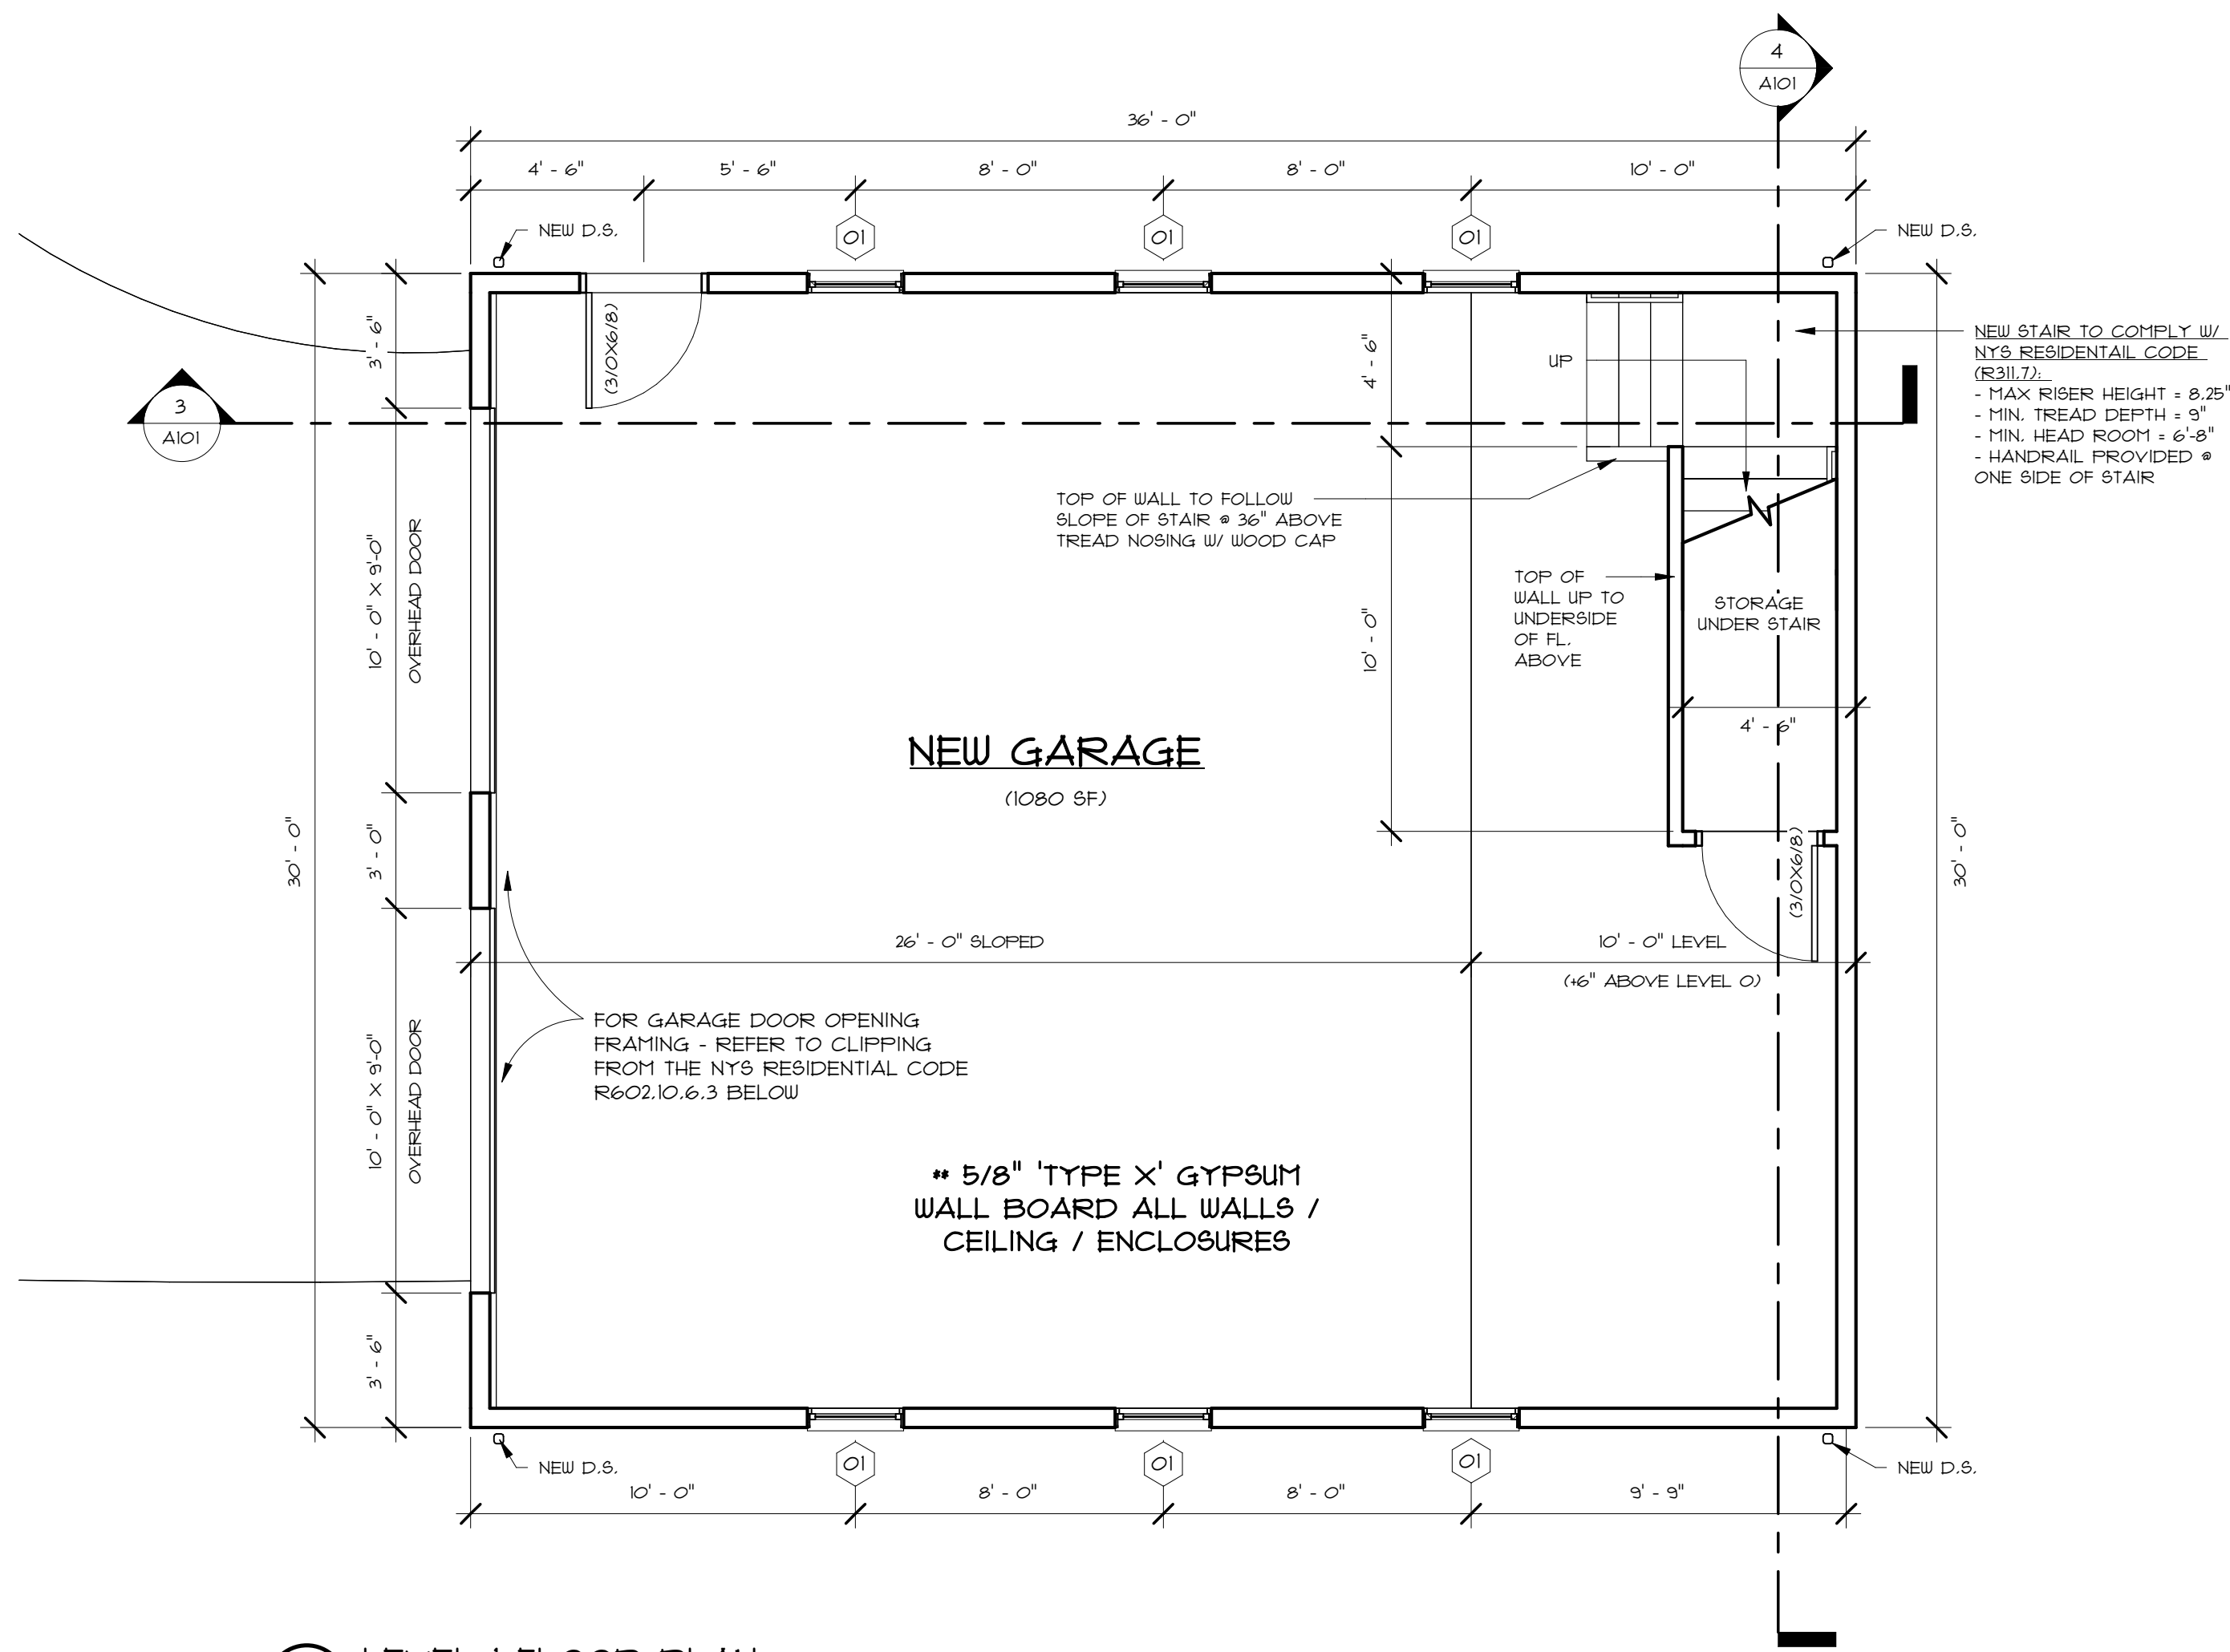 4
A101
36' - 0"
4' - 6"
5' - 6"
8' - 0"
8' - 0"
10' - 0"
NEW D.S.
01
01
01
NEW D.S.
3' - 6"
(3/0X6/8)
4' - 6"
UP
NEW STAIR TO COMPLY W/
NYS RESIDENTAIL CODE
(R311.7):
- MAX RISER HEIGHT = 8.25"
- MIN. TREAD DEPTH = 9"
- MIN. HEAD ROOM = 6'-8"
- HANDRAIL PROVIDED @
ONE SIDE OF STAIR
3
A101
TOP OF WALL TO FOLLOW
SLOPE OF STAIR @ 36" ABOVE
TREAD NOSING W/ WOOD CAP
10' - 0" X 9'-0"
OVERHEAD DOOR
10' - 0"
TOP OF
WALL UP TO
UNDERSIDE
OF FL.
ABOVE
STORAGE
UNDER STAIR
4' - 6"
NEW GARAGE
(1080 SF)
30' - 0"
3' - 0"
(3/0X6/8)
30' - 0"
26' - 0" SLOPED
10' - 0" LEVEL
(+6" ABOVE LEVEL 0)
FOR GARAGE DOOR OPENING
FRAMING - REFER TO CLIPPING
FROM THE NYS RESIDENTIAL CODE
R602.10.6.3 BELOW
10' - 0" X 9'-0"
OVERHEAD DOOR
** 5/8" 'TYPE X' GYPSUM
WALL BOARD ALL WALLS /
CEILING / ENCLOSURES
3' - 6"
NEW D.S.
01
01
01
NEW D.S.
10' - 0"
8' - 0"
8' - 0"
9' - 9"